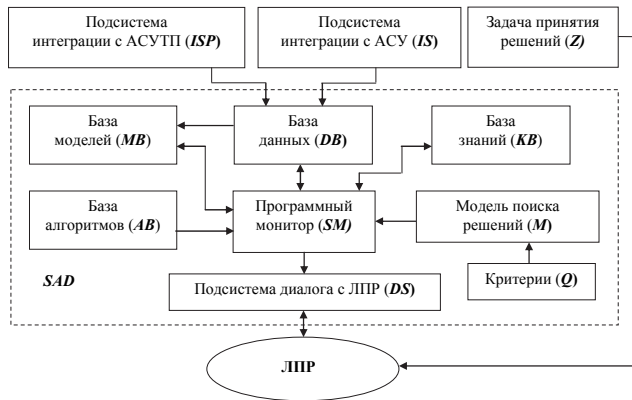 Подсистема
интеграции с АСУТП (ISP)
Подсистема
интеграции с АСУ (IS)
Задача принятия
решений (Z)
База
моделей (MB)
База
данных (DB)
База
знаний (KB)
База
алгоритмов (AB)
Программный
монитор (SM)
Модель поиска
решений (M)
SAD
Подсистема диалога с ЛПР (DS)
Критерии (Q)
ЛПР